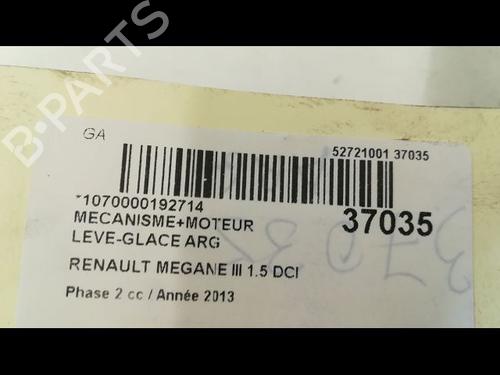 B-PARTS
GA
52721001 37035
*1070000192714
37035
MECANISME+MOTEUR
LEVE-GLACE ARG
RENAULT MEGANE III 1.5 DCI
Phase 2 cc / Année 2013